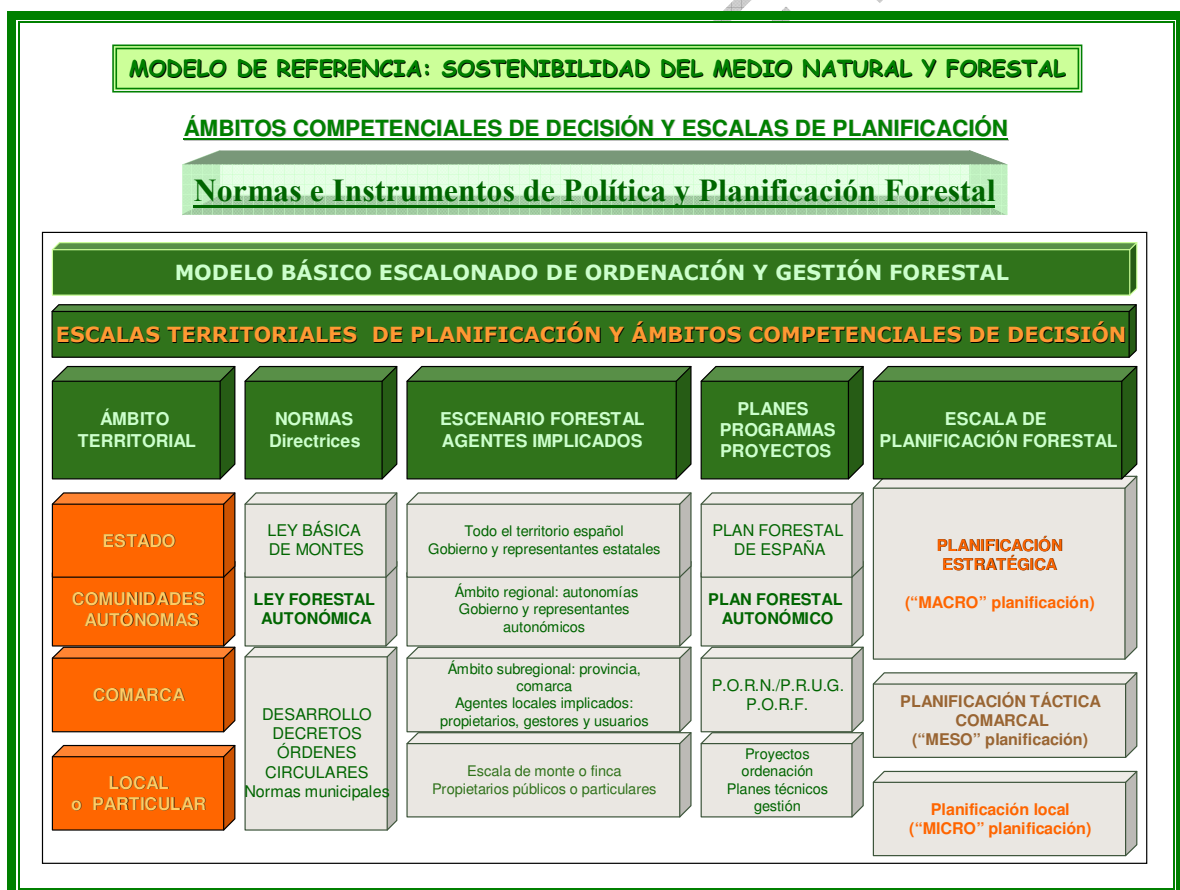 MODELO DE REFERENCIA: SOSTENIBILIDAD DEL MEDIO NATURAL Y FORESTAL
ÁMBITOS COMPETENCIALES DE DECISIÓN Y ESCALAS DE PLANIFICACIÓN
Normas e Instrumentos de Política y Planificación Forestal
MODELO BÁSICO ESCALONADO DE ORDENACIÓN Y GESTIÓN FORESTAL
ESCALAS TERRITORIALES DE PLANIFICACIÓN Y ÁMBITOS COMPETENCIALES DE DECISIÓN
ÁMBITO
TERRITORIAL
NORMAS
Directrices
ESCENARIO FORESTAL
AGENTES IMPLICADOS
PLANES
PROGRAMAS
PROYECTOS
ESCALA DE
PLANIFICACIÓN FORESTAL
ESTADO
LEY BÁSICA
DE MONTES
Todo el territorio español
Gobierno y representantes estatales
PLAN FORESTAL
DE ESPAÑA
PLANIFICACIÓN
ESTRATÉGICA
("MACRO" planificación)
COMUNIDADES
AUTÓNOMAS
LEY FORESTAL
AUTONÓMICA
Ámbito regional: autonomías
Gobierno y representantes
autonómicos
PLAN FORESTAL
AUTONÓMICO
COMARCA
DESARROLLO
DECRETOS
ÓRDENES
CIRCULARES
Normas municipales
Ámbito subregional: provincia,
comarca
Agentes locales implicados:
propietarios, gestores y usuarios
P.O.R.N./P.R.U.G.
P.O.R.F.
PLANIFICACIÓN TÁCTICA
COMARCAL
("MESO" planificación)
LOCAL
o PARTICULAR
Escala de monte o finca
Propietarios públicos o particulares
Proyectos
ordenación
Planes técnicos
gestión
Planificación local
("MICRO" planificación)